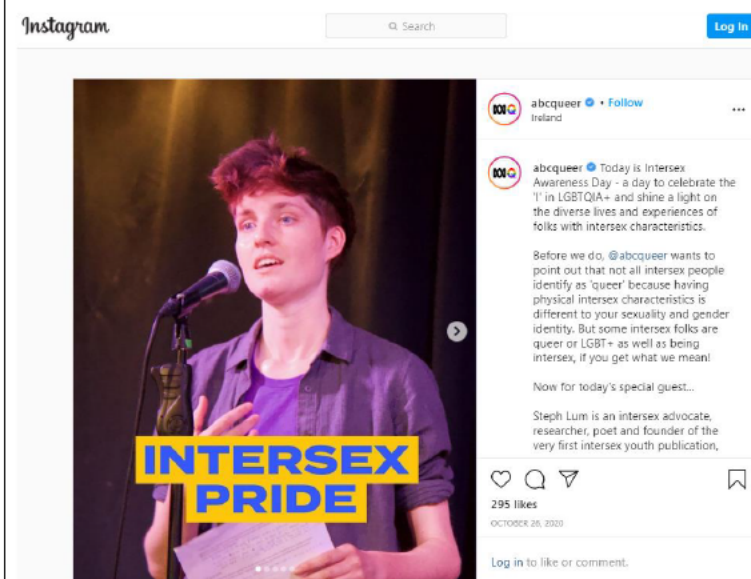 Instagram
Search
Log In
INTERSEX
PRIDE
abcqueer • Follow
Ireland
abcqueer Today is Intersex
Awareness Day - a day to celebrate the
'I' in LGBTQIA+ and shine a light on
the diverse lives and experiences of
folks with intersex characteristics.
Before we do, @abcqueer wants to
point out that not all intersex people
identify as 'queer' because having
physical intersex characteristics is
different to your sexuality and gender
identity. But some intersex folks are
queer or LGBT+ as well as being
intersex, if you get what we mean!
Now for today's special guest...
Steph Lum is an intersex advocate,
researcher, poet and founder of the
very first intersex youth publication,
295 likes
OCTOBER 26, 2020
Log in to like or comment.